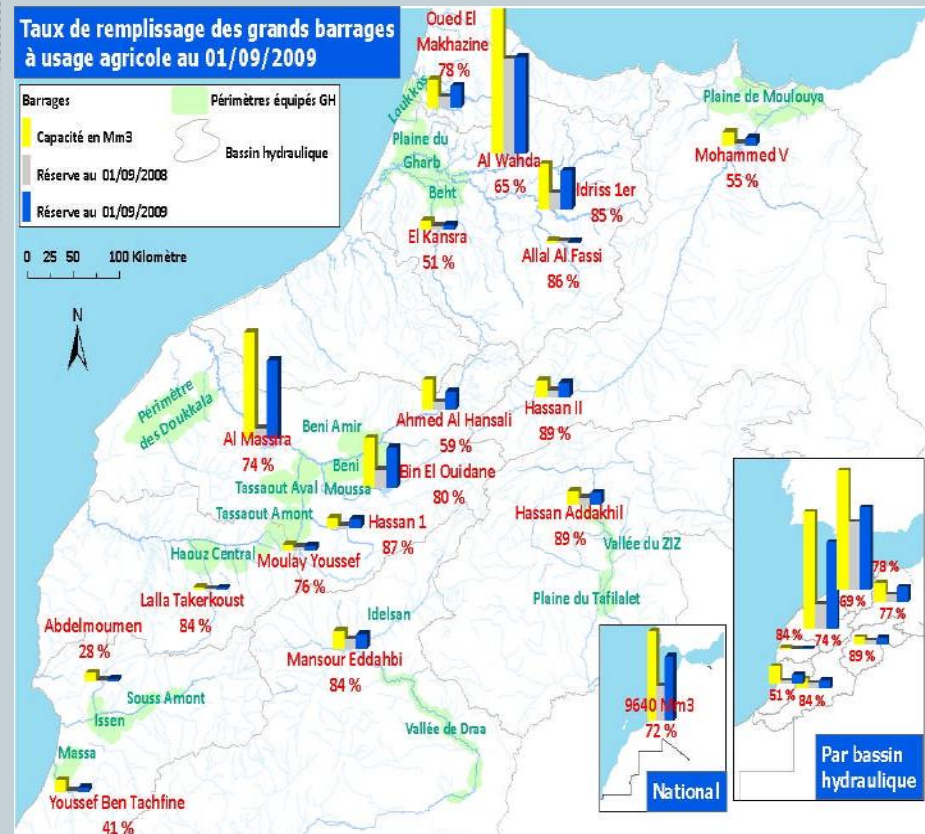 Taux de remplissage des grands barrages
à usage agricole au 01/09/2009
Barrages
Capacité en Mm3
Réserve au 01/09/2008
Réserve au 01/09/2009
Périmètres équipés GH
Bassin hydraulique
0 25 50 100 Kilomètre
N
Oued El
Makhazine
78 %
Loukkos
Plaine du
Gharb
Beht
Al Wahda
65 %
Idriss 1er
85 %
El Kansra
51 %
Allal Al Fassi
86 %
Plaine de Moulouya
Mohammed V
55 %
Périmètre
des Doukkala
Al Massira
74 %
Beni Amir
Ahmed Al Hansali
59 %
Hassan II
89 %
Beni
Moussa
Bin El Ouidane
80 %
Tassaout Aval
Tassaout Amont
Hassan 1
87 %
Hassan Addakhil
89 %
Vallée du ZIZ
Plaine du Tafilalet
Haouz Central
Moulay Youssef
76 %
Lalla Takerkoust
84 %
Abdelmoumen
28 %
Idelsan
Mansour Eddahbi
84 %
Souss Amont
Issen
Vallée de Draa
Massa
Youssef Ben Tachfine
41 %
9640 Mm3
72 %
National
78 %
69 %
77 %
84 %
74 %
89 %
51 %
84 %
Par bassin
hydraulique